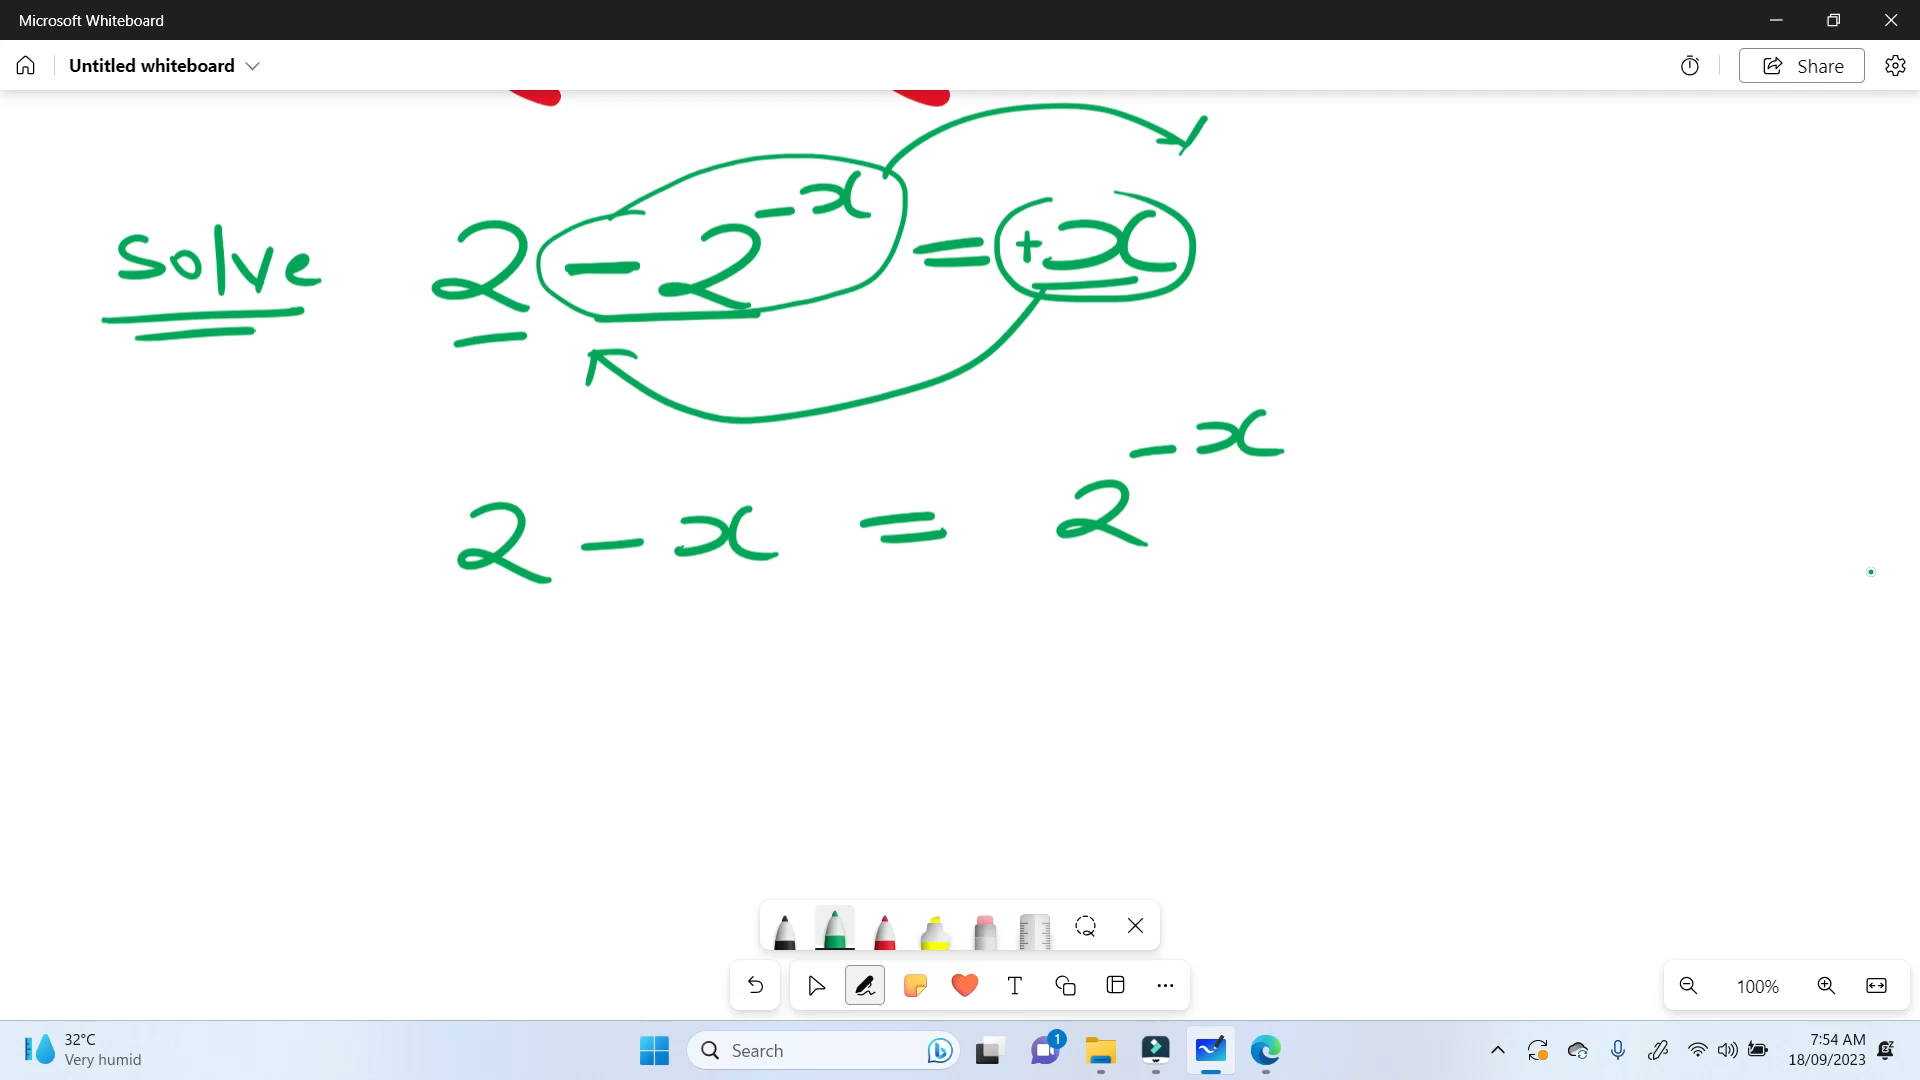 Microsoft Whiteboard
Untitled whiteboard
Share
solve 2 - 2^{-x} = +x
2 - x = 2^{-x}
100%
32°C
Very humid
Search
1
7:54 AM
18/09/2023